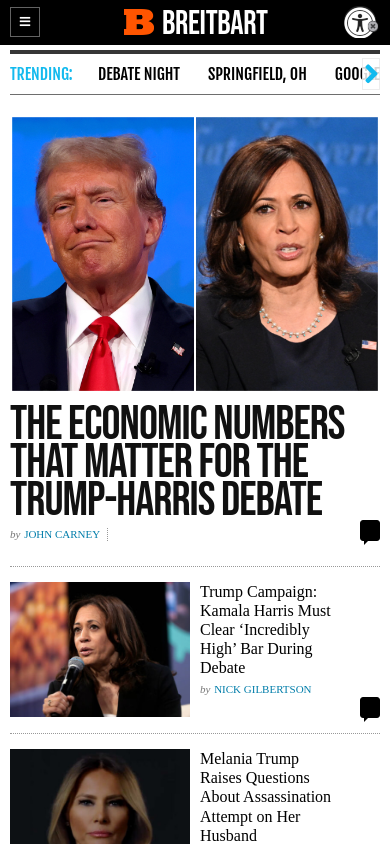 BREITBART
TRENDING: DEBATE NIGHT SPRINGFIELD, OH
THE ECONOMIC NUMBERS
THAT MATTER FOR THE
TRUMP-HARRIS DEBATE
by JOHN CARNEY
Trump Campaign:
Kamala Harris Must
Clear ‘Incredibly
High’ Bar During
Debate
by NICK GILBERTSON
Melania Trump
Raises Questions
About Assassination
Attempt on Her
Husband